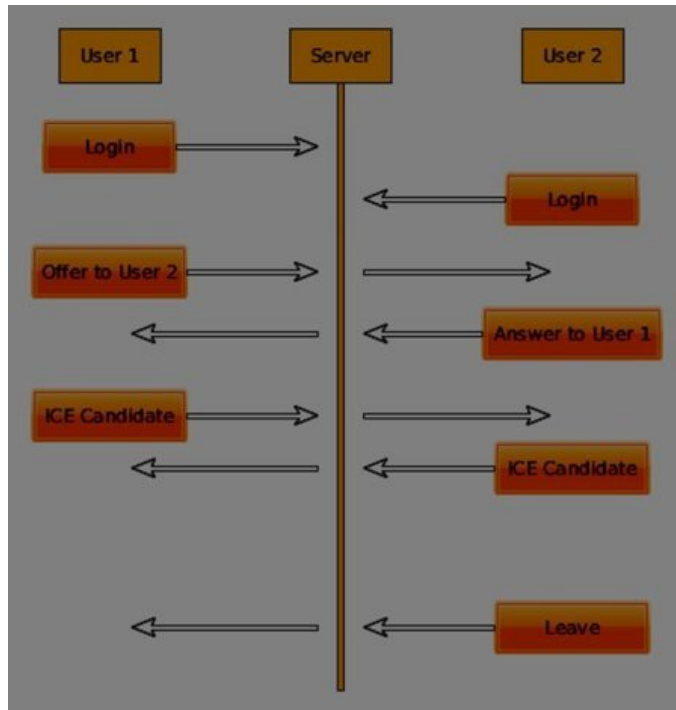 User 1
Server
User 2
Login
Login
Offer to User 2
Answer to User 1
ICE Candidate
ICE Candidate
Leave